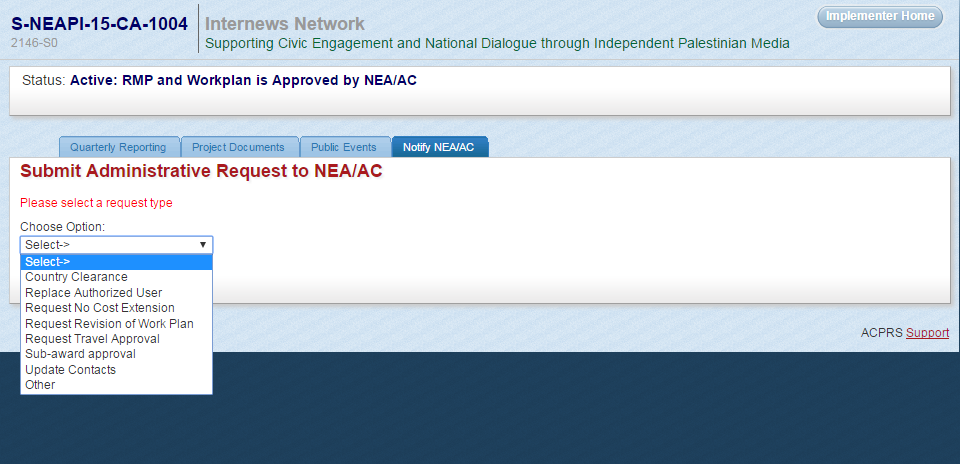 S-NEAPI-15-CA-1004
2146-S0
Internews Network
Supporting Civic Engagement and National Dialogue through Independent Palestinian Media
Implementer Home
Status: Active: RMP and Workplan is Approved by NEA/AC
Quarterly Reporting
Project Documents
Public Events
Notify NEA/AC
Submit Administrative Request to NEA/AC
Please select a request type
Choose Option:
Select->
Select->
Country Clearance
Replace Authorized User
Request No Cost Extension
Request Revision of Work Plan
Request Travel Approval
Sub-award approval
Update Contacts
Other
ACPRS Support